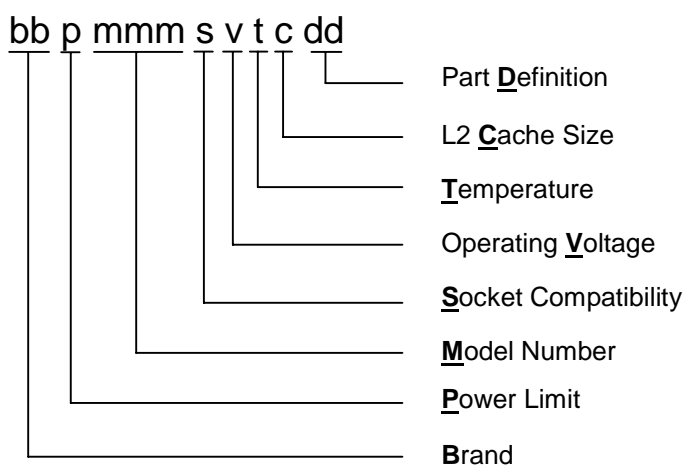 bb p mmm s v t c dd
Part Definition
L2 Cache Size
Temperature
Operating Voltage
Socket Compatibility
Model Number
Power Limit
Brand